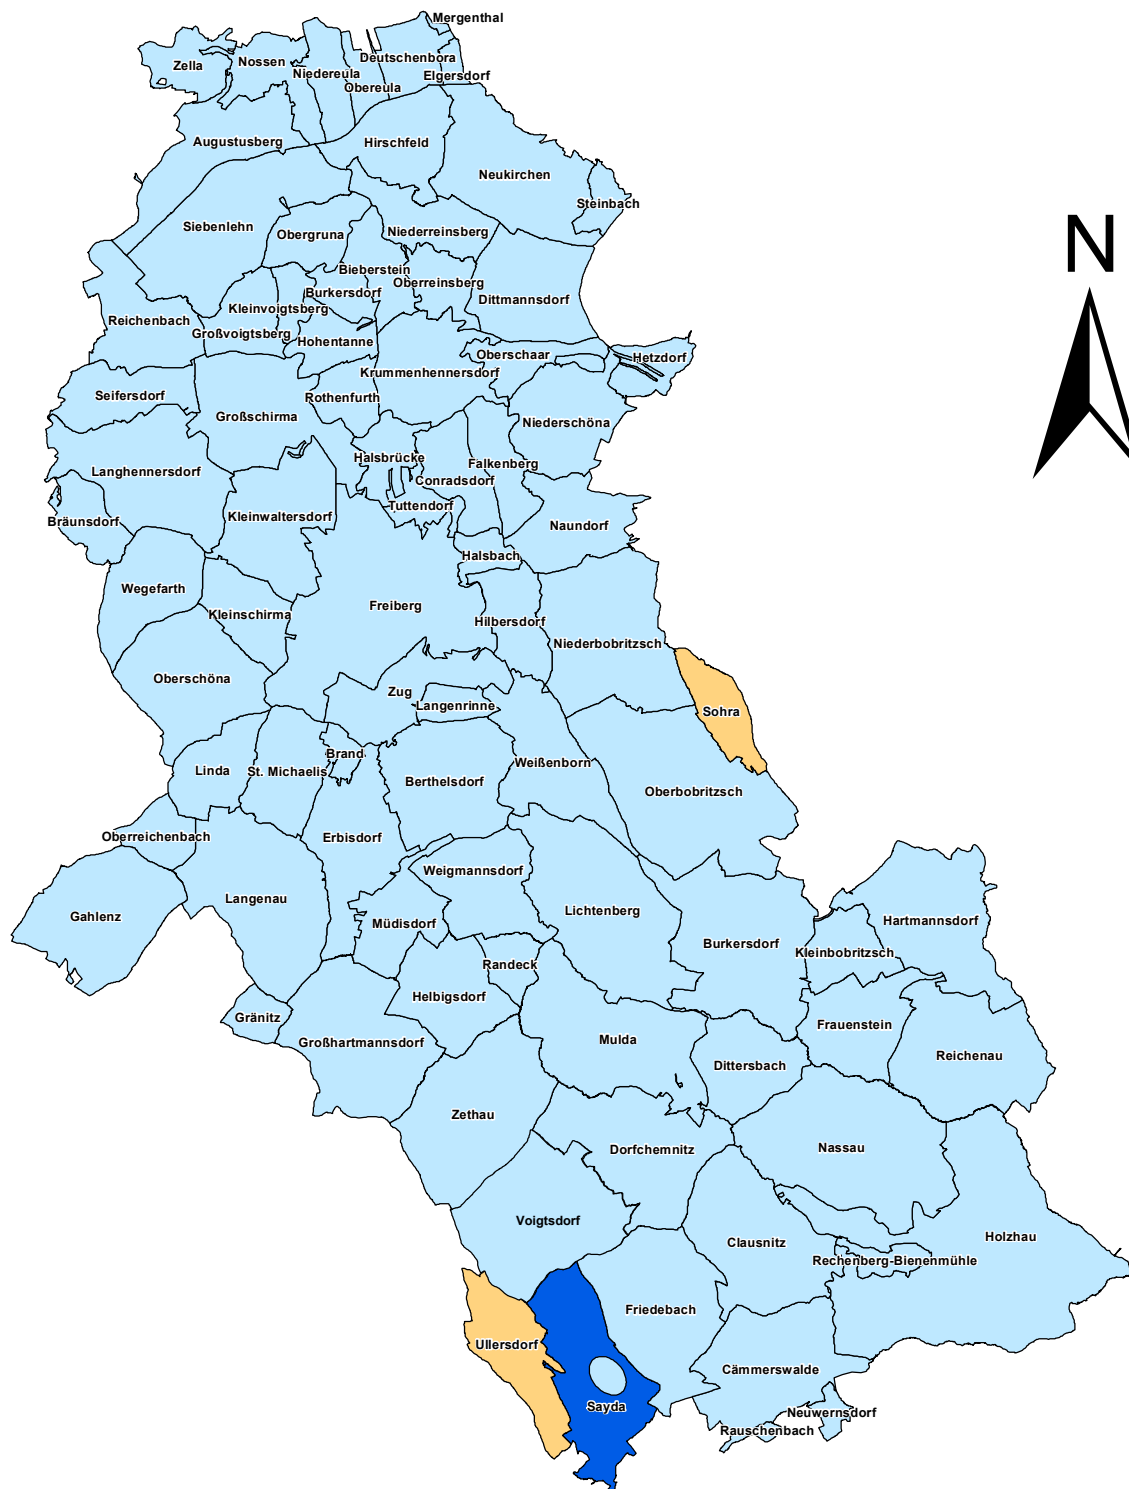 Mergenthal
Deutschenbora
Zella
Nossen
Niedereula
Elgersdorf
Obereula
Augustusberg
Hirschfeld
Neukirchen
Steinbach
Siebenlehn
Obergruna
Niederreinsberg
N
Bieberstein
Oberreinsberg
Burkersdorf
Dittmannsdorf
Kleinvoigtsberg
Reichenbach
Großvoigtsberg
Hohentanne
Oberschaar
Hetzdorf
Krummenhennersdorf
Seifersdorf
Rothenfurth
Großschirma
Niederschöna
Halsbrücke
Falkenberg
Langhennersdorf
Conradsdorf
Tuttendorf
Kleinwaltersdorf
Bräunsdorf
Naundorf
Halsbach
Wegefarth
Freiberg
Kleinschirma
Hilbersdorf
Niederbobritzsch
Oberschöna
Zug
Langenrinne
Sohra
Brand
Weißenborn
Linda
St. Michaelis
Berthelsdorf
Oberbobritzsch
Oberreichenbach
Erbisdorf
Weigmannsdorf
Langenau
Lichtenberg
Gahlenz
Müdisdorf
Hartmannsdorf
Burkersdorf
Kleinbobritzsch
Randeck
Helbigsdorf
Gränitz
Frauenstein
Großhartmannsdorf
Mulda
Reichenau
Dittersbach
Zethau
Dorfchemnitz
Nassau
Voigtsdorf
Clausnitz
Holzhau
Rechenberg-Bienenmühle
Friedebach
Ullersdorf
Cämmerswalde
Sayda
Neuwernsdorf
Rauschenbach